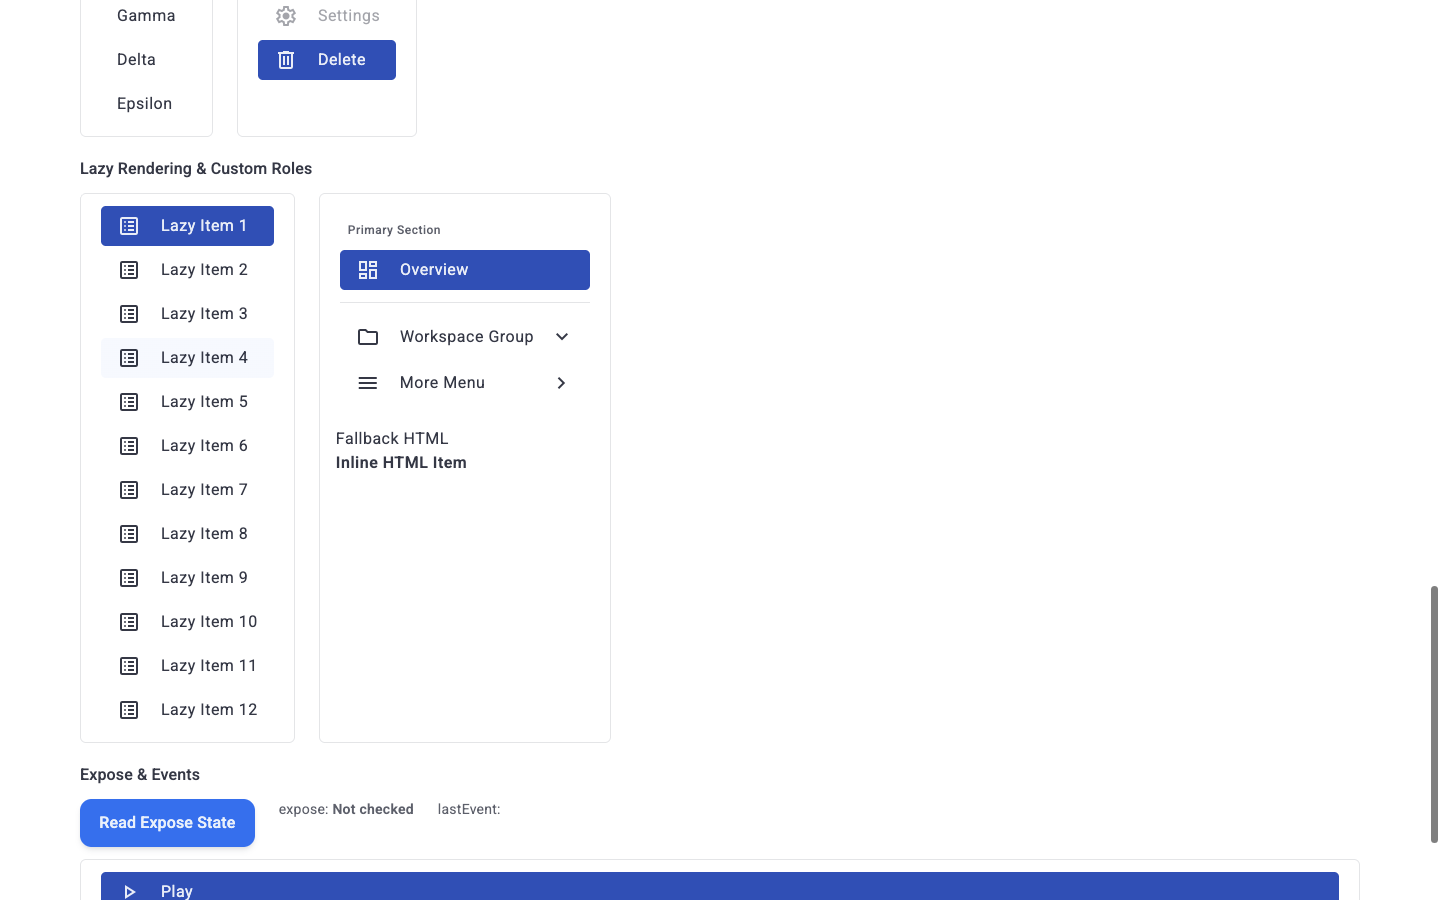 Gamma
Delta
Epsilon
Settings
Delete
Lazy Rendering & Custom Roles
Lazy Item 1
Lazy Item 2
Lazy Item 3
Lazy Item 4
Lazy Item 5
Lazy Item 6
Lazy Item 7
Lazy Item 8
Lazy Item 9
Lazy Item 10
Lazy Item 11
Lazy Item 12
Primary Section
Overview
Workspace Group
More Menu
Fallback HTML
Inline HTML Item
Expose & Events
Read Expose State
expose: Not checked
lastEvent:
Play